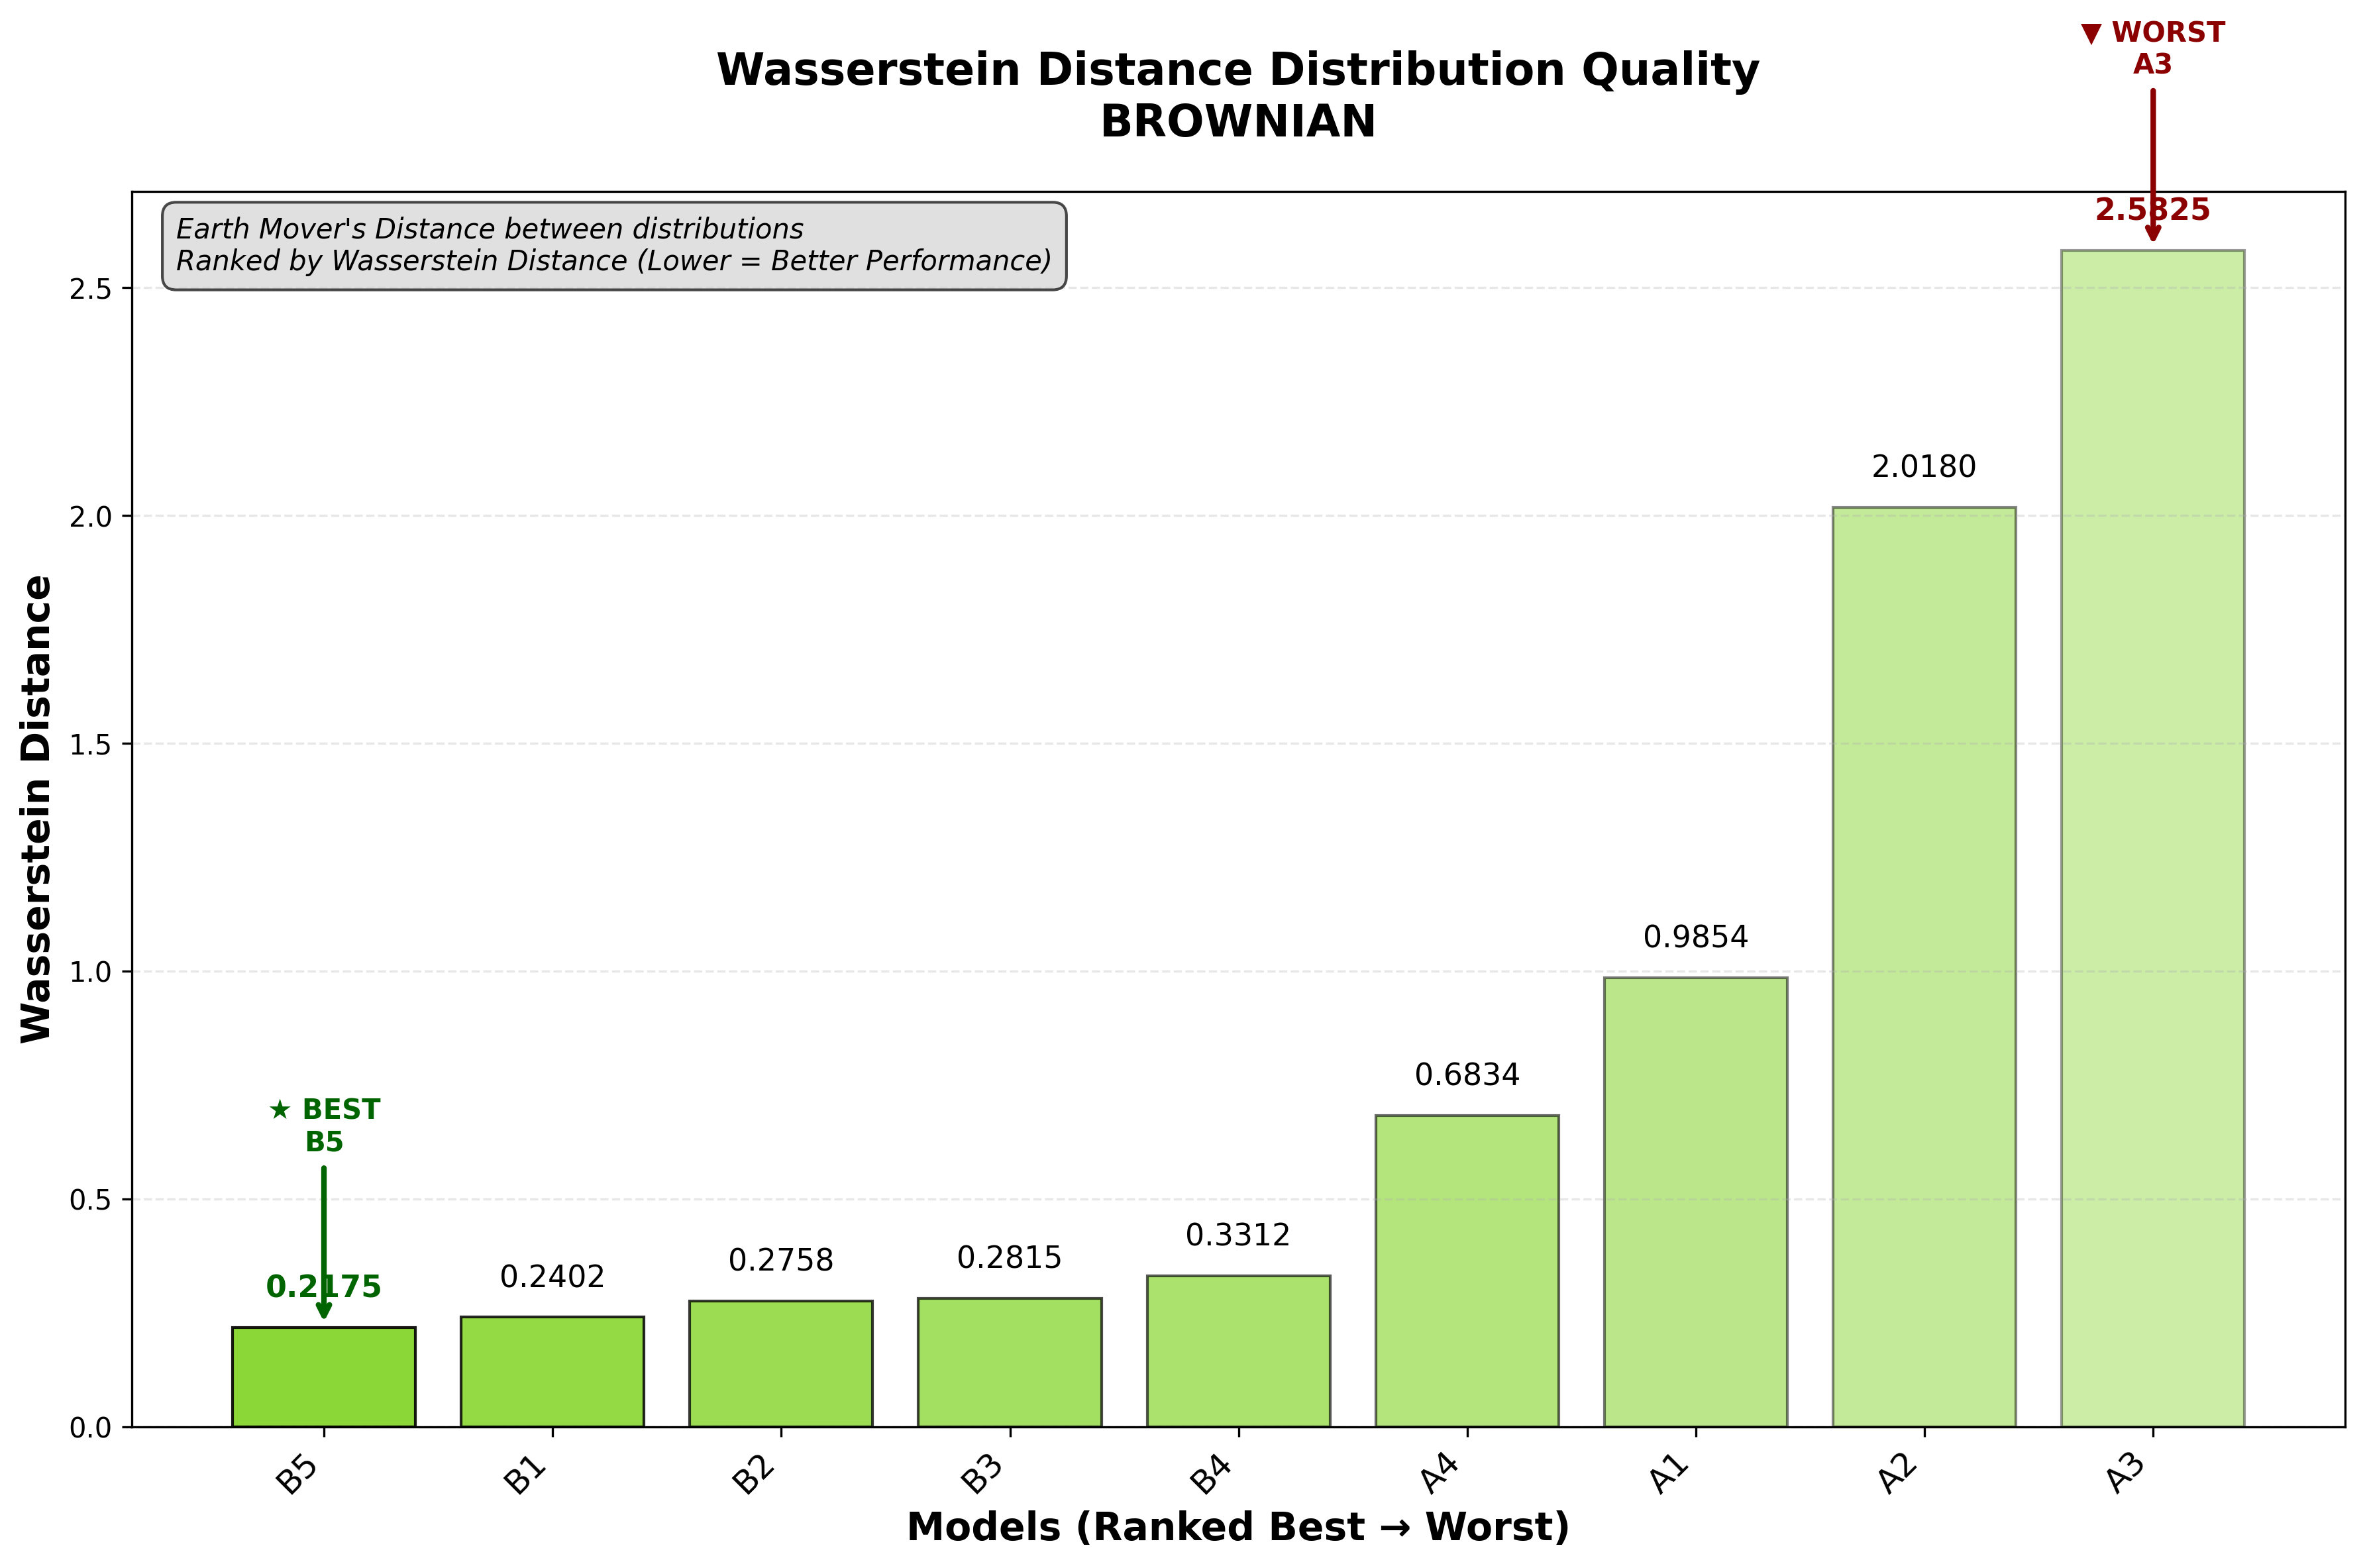 ▼ WORST
A3
Wasserstein Distance Distribution Quality
BROWNIAN
Earth Mover's Distance between distributions
Ranked by Wasserstein Distance (Lower = Better Performance)
2.5825
2.5
2.0180
2.0
1.5
0.9854
1.0
0.6834
★ BEST
B5
0.5
0.3312
0.2815
0.2758
0.2402
0.2175
0.0
Wasserstein Distance
B5
B1
B2
B3
B4
A4
A1
A2
A3
Models (Ranked Best → Worst)